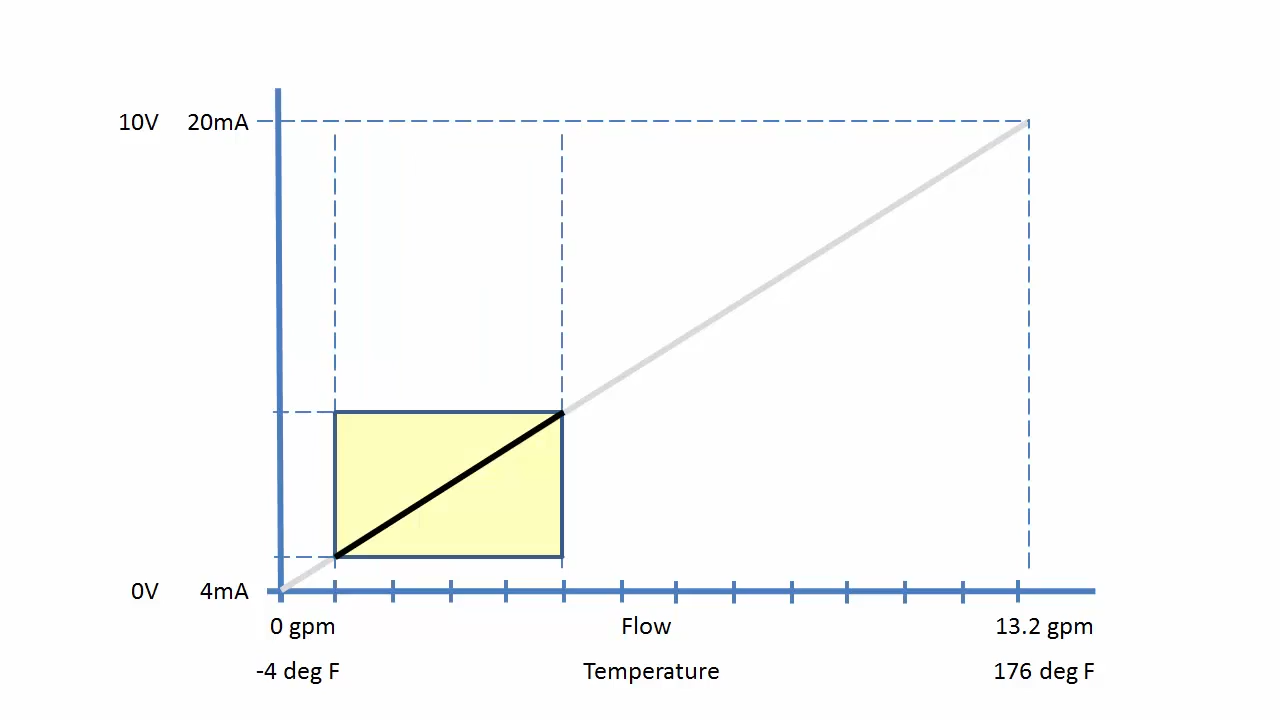 10V 20mA
0V 4mA
0 gpm Flow 13.2 gpm
-4 deg F Temperature 176 deg F